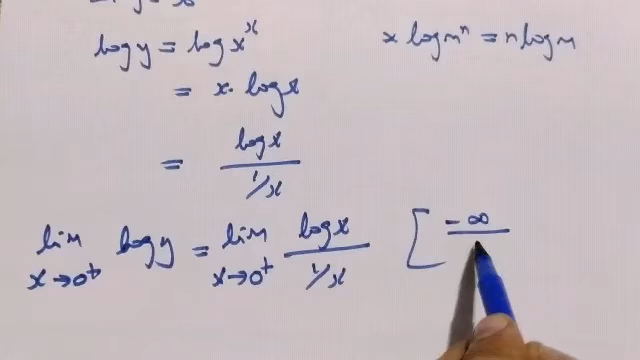 log y = log x^x
x log m^n = n log m
= x · log x
= log x / 1/x
lim x→0+ log y = lim x→0+ log x / 1/x [ -∞